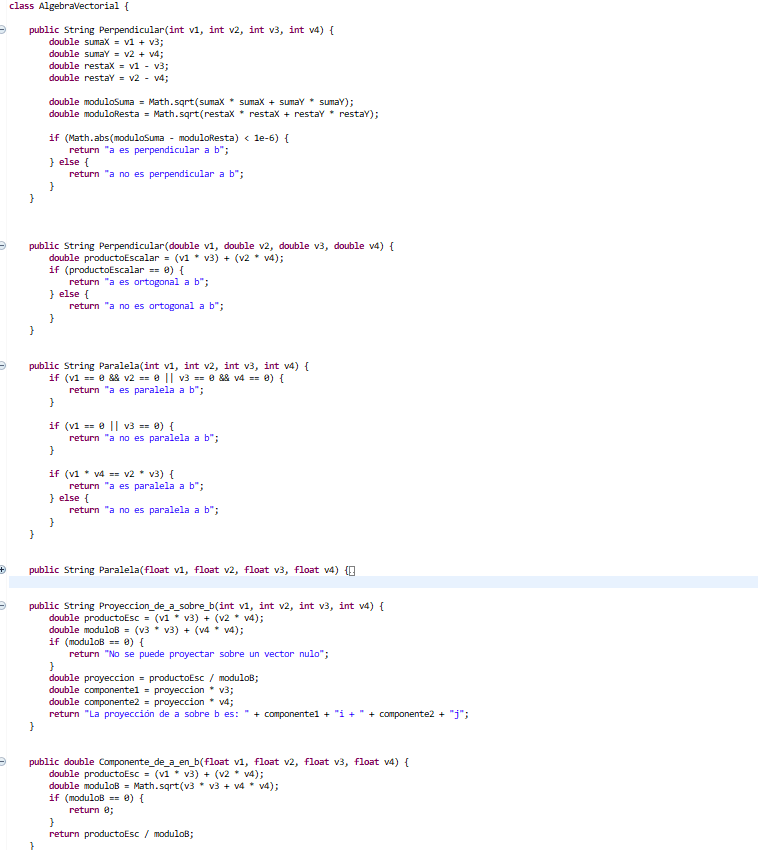 class AlgebraVectorial {
public String Perpendicular(int v1, int v2, int v3, int v4) {
double sumaX = v1 + v3;
double sumaY = v2 + v4;
double restaX = v1 - v3;
double restaY = v2 - v4;
double moduloSuma = Math.sqrt(sumaX * sumaX + sumaY * sumaY);
double moduloResta = Math.sqrt(restaX * restaX + restaY * restaY);
if (Math.abs(moduloSuma - moduloResta) < 1e-6) {
return "a es perpendicular a b";
} else {
return "a no es perpendicular a b";
}
}
public String Perpendicular(double v1, double v2, double v3, double v4) {
double productoEscalar = (v1 * v3) + (v2 * v4);
if (productoEscalar == 0) {
return "a es ortogonal a b";
} else {
return "a no es ortogonal a b";
}
}
public String Paralela(int v1, int v2, int v3, int v4) {
if (v1 == 0 && v2 == 0 || v3 == 0 && v4 == 0) {
return "a es paralela a b";
}
if (v1 == 0 || v3 == 0) {
return "a no es paralela a b";
}
if (v1 * v4 == v2 * v3) {
return "a es paralela a b";
} else {
return "a no es paralela a b";
}
}
public String Paralela(float v1, float v2, float v3, float v4) {
public String Proyeccion_de_a_sobre_b(int v1, int v2, int v3, int v4) {
double productoEsc = (v1 * v3) + (v2 * v4);
double moduloB = (v3 * v3) + (v4 * v4);
if (moduloB == 0) {
return "No se puede proyectar sobre un vector nulo";
}
double proyeccion = productoEsc / moduloB;
double componente1 = proyeccion * v3;
double componente2 = proyeccion * v4;
return "La proyección de a sobre b es: " + componente1 + "i + " + componente2 + "j";
}
public double Componente_de_a_en_b(float v1, float v2, float v3, float v4) {
double productoEsc = (v1 * v3) + (v2 * v4);
double moduloB = Math.sqrt(v3 * v3 + v4 * v4);
if (moduloB == 0) {
return 0;
}
return productoEsc / moduloB;
}